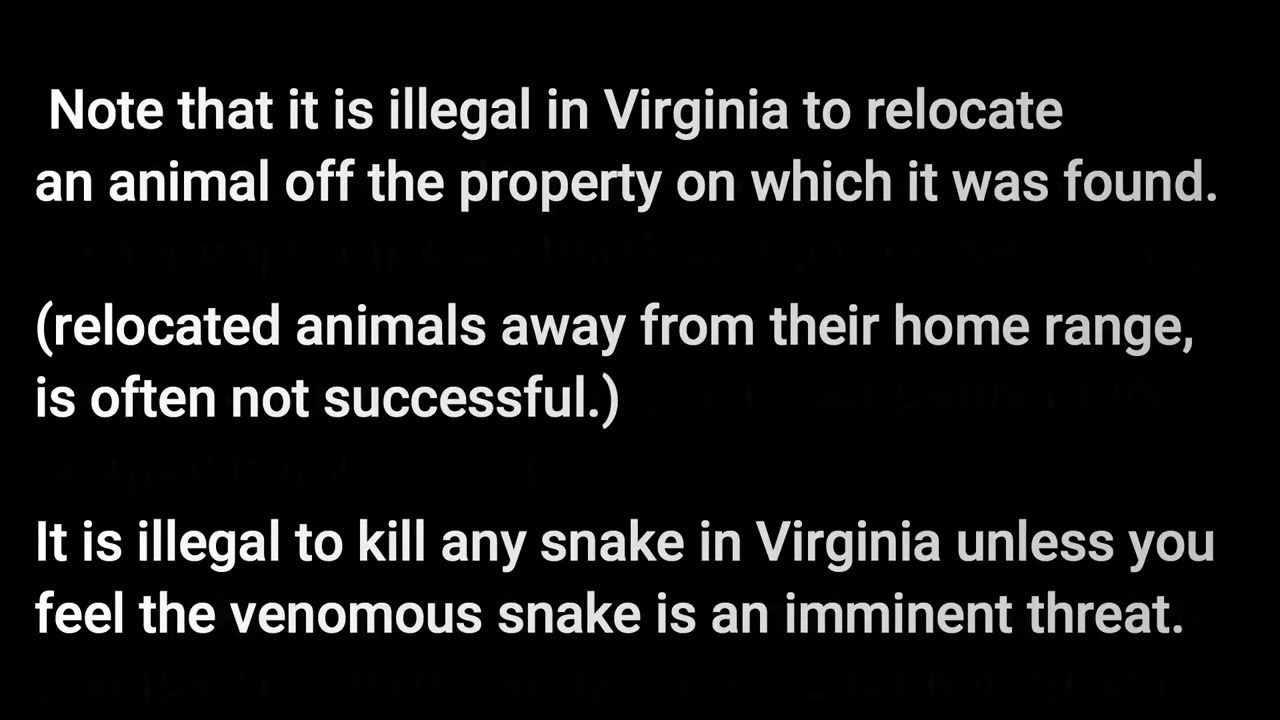 Note that it is illegal in Virginia to relocate
an animal off the property on which it was found.
(relocated animals away from their home range,
is often not successful.)
It is illegal to kill any snake in Virginia unless you
feel the venomous snake is an imminent threat.